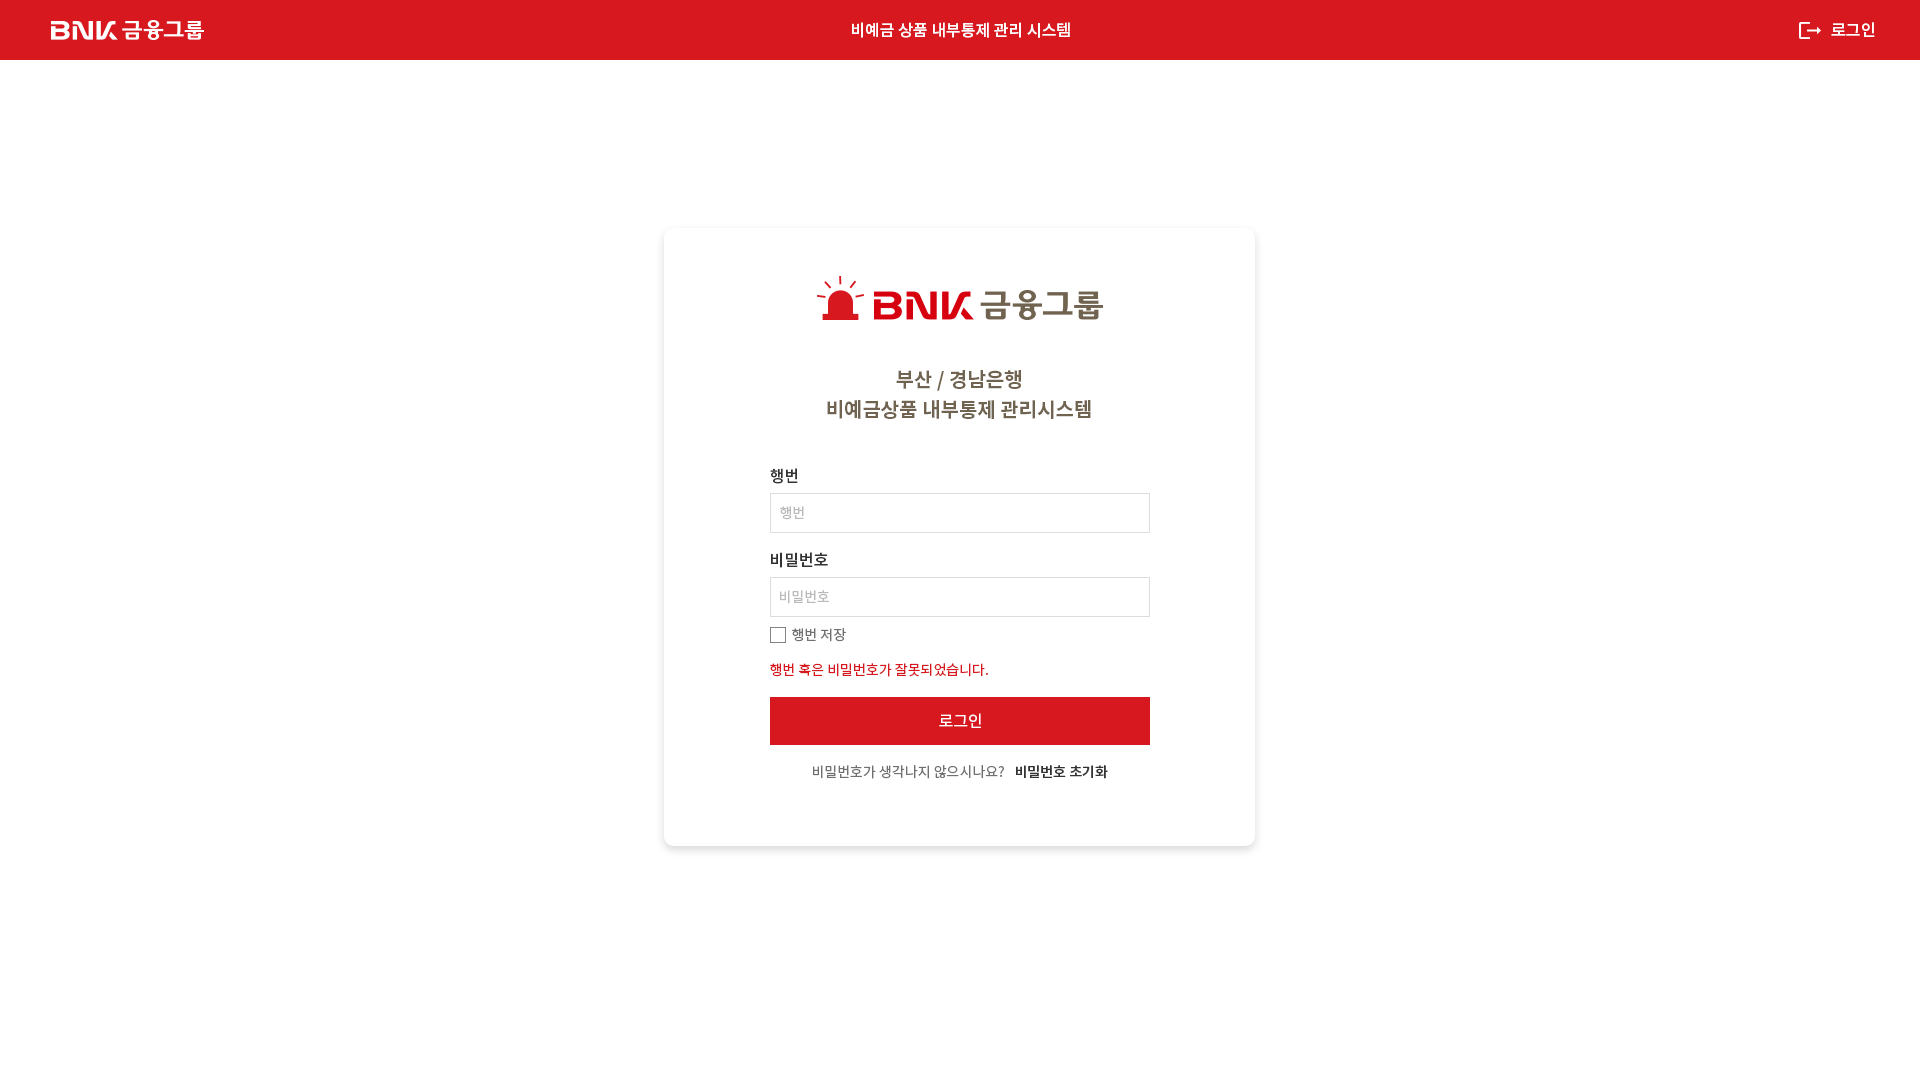 BNK 금융그룹
비예금 상품 내부통제 관리 시스템
로그인
BNK 금융그룹
부산 / 경남은행
비예금상품 내부통제 관리시스템
행번
행번
비밀번호
비밀번호
행번 저장
행번 혹은 비밀번호가 잘못되었습니다.
로그인
비밀번호가 생각나지 않으시나요? 비밀번호 초기화